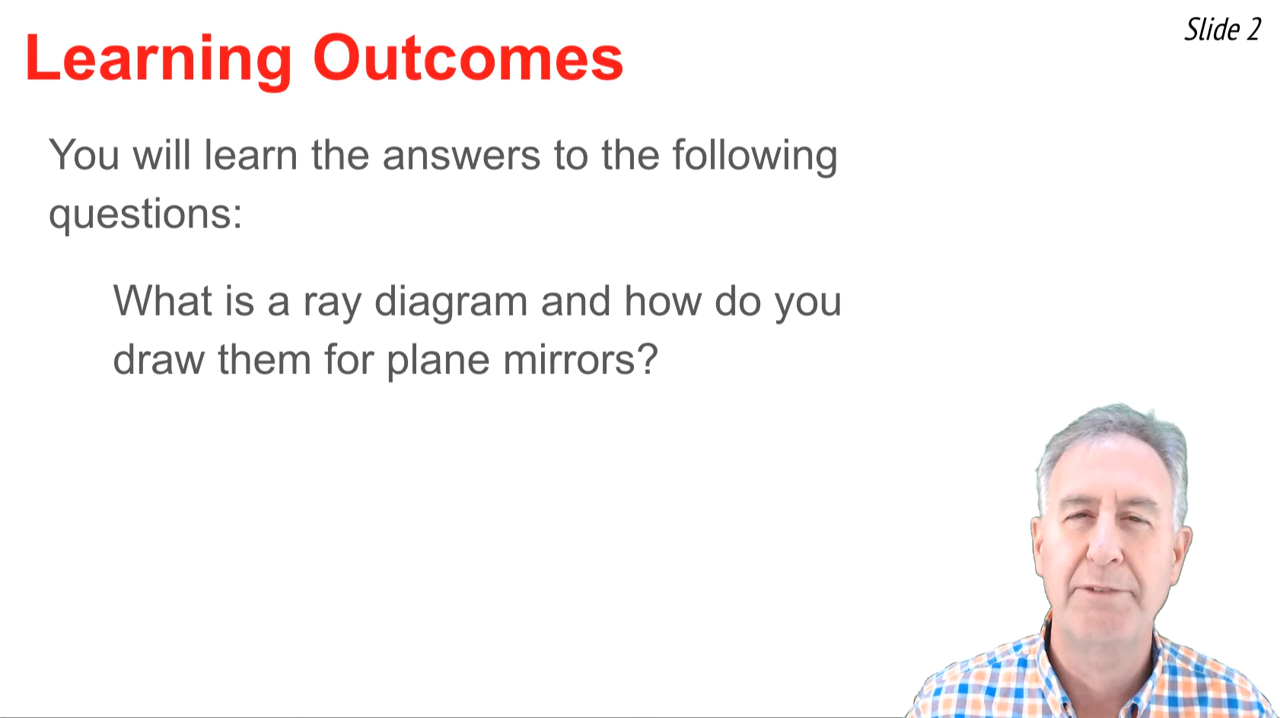 Slide 2
Learning Outcomes
You will learn the answers to the following
questions:
What is a ray diagram and how do you
draw them for plane mirrors?